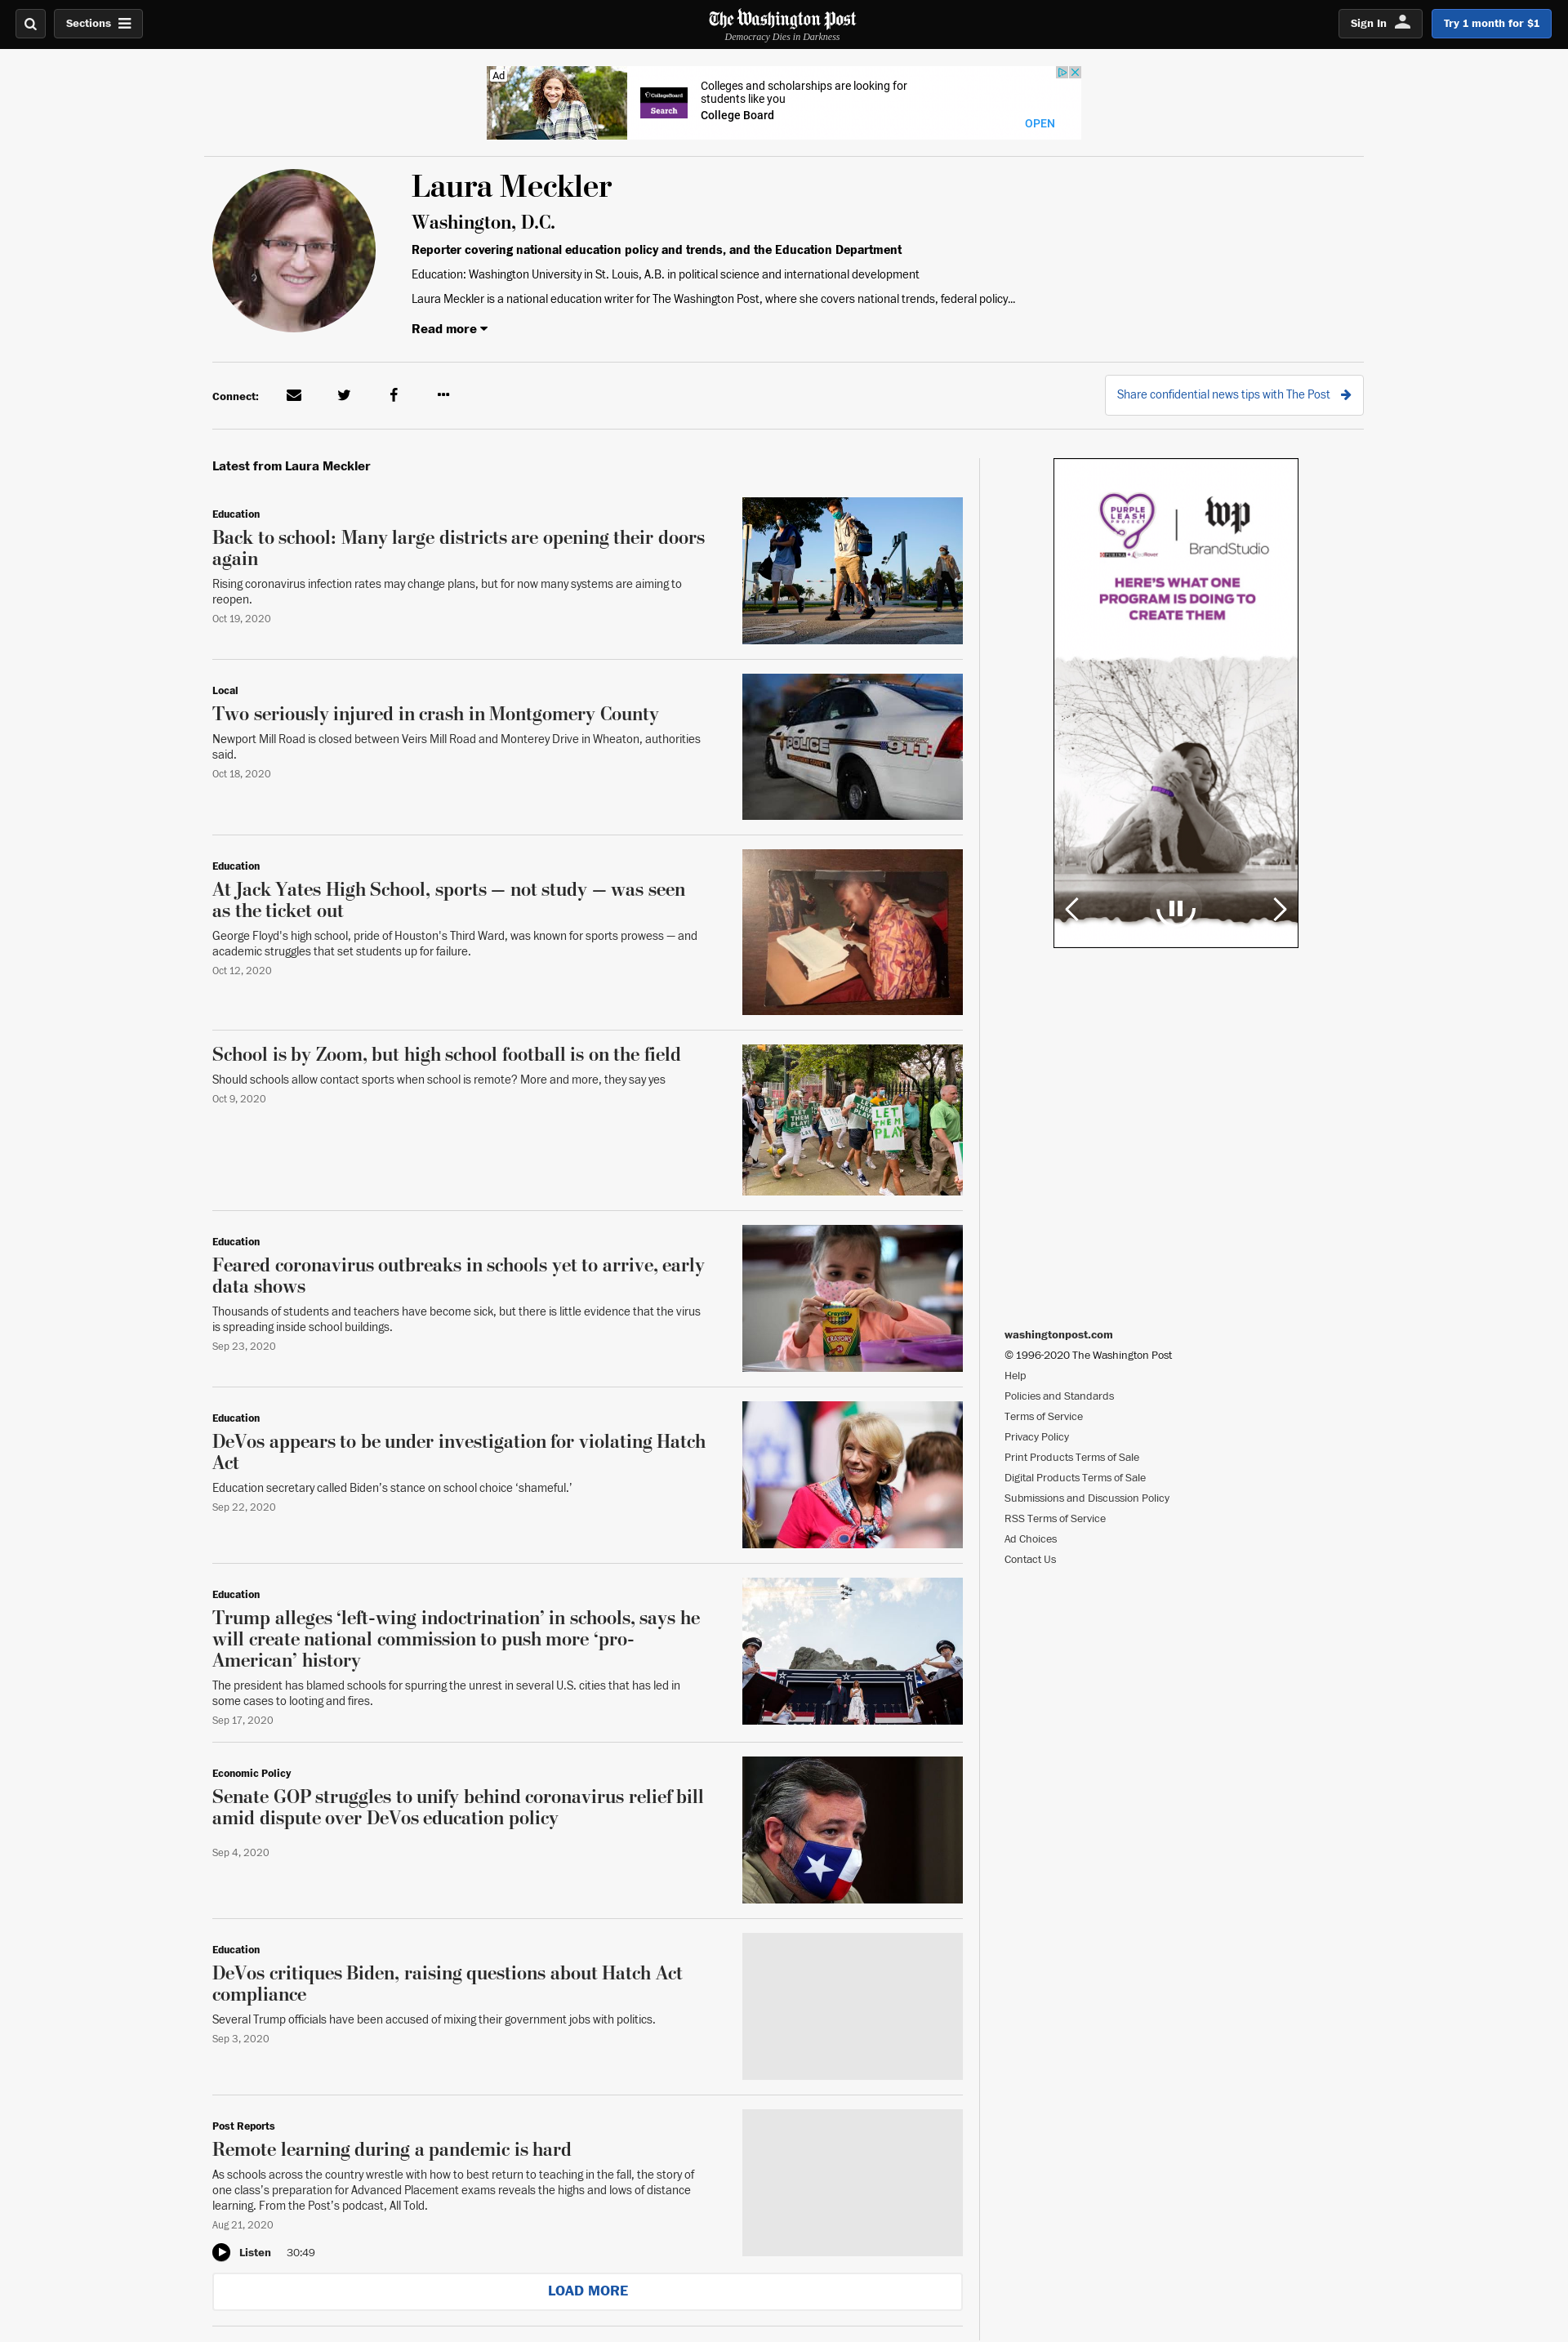 Sections
The Washington Post
Democracy Dies in Darkness
Sign In
Try 1 month for $1
Ad
CollegeBoard
Search
Colleges and scholarships are looking for
students like you
College Board
OPEN
Laura Meckler
Washington, D.C.
Reporter covering national education policy and trends, and the Education Department
Education: Washington University in St. Louis, A.B. in political science and international development
Laura Meckler is a national education writer for The Washington Post, where she covers national trends, federal policy...
Read more
Connect:
Share confidential news tips with The Post
Latest from Laura Meckler
Education
Back to school: Many large districts are opening their doors
again
Rising coronavirus infection rates may change plans, but for now many systems are aiming to
reopen.
Oct 19, 2020
Local
Two seriously injured in crash in Montgomery County
Newport Mill Road is closed between Veirs Mill Road and Monterey Drive in Wheaton, authorities
said.
Oct 18, 2020
POLICE
911
Education
At Jack Yates High School, sports — not study — was seen
as the ticket out
George Floyd's high school, pride of Houston's Third Ward, was known for sports prowess — and
academic struggles that set students up for failure.
Oct 12, 2020
School is by Zoom, but high school football is on the field
Should schools allow contact sports when school is remote? More and more, they say yes
Oct 9, 2020
LET
THEM
PLAY!
LET
THEM
PLAY
Education
Feared coronavirus outbreaks in schools yet to arrive, early
data shows
Thousands of students and teachers have become sick, but there is little evidence that the virus
is spreading inside school buildings.
Sep 23, 2020
Crayola
CRAYONS
24
Education
DeVos appears to be under investigation for violating Hatch
Act
Education secretary called Biden’s stance on school choice ‘shameful.’
Sep 22, 2020
Education
Trump alleges ‘left-wing indoctrination’ in schools, says he
will create national commission to push more ‘pro-
American’ history
The president has blamed schools for spurring the unrest in several U.S. cities that has led in
some cases to looting and fires.
Sep 17, 2020
Economic Policy
Senate GOP struggles to unify behind coronavirus relief bill
amid dispute over DeVos education policy
Sep 4, 2020
Education
DeVos critiques Biden, raising questions about Hatch Act
compliance
Several Trump officials have been accused of mixing their government jobs with politics.
Sep 3, 2020
Post Reports
Remote learning during a pandemic is hard
As schools across the country wrestle with how to best return to teaching in the fall, the story of
one class’s preparation for Advanced Placement exams reveals the highs and lows of distance
learning. From the Post’s podcast, All Told.
Aug 21, 2020
Listen 30:49
LOAD MORE
PURPLE
LEASH
PROJECT
PURINA
wp
BrandStudio
HERE'S WHAT ONE
PROGRAM IS DOING TO
CREATE THEM
washingtonpost.com
© 1996-2020 The Washington Post
Help
Policies and Standards
Terms of Service
Privacy Policy
Print Products Terms of Sale
Digital Products Terms of Sale
Submissions and Discussion Policy
RSS Terms of Service
Ad Choices
Contact Us